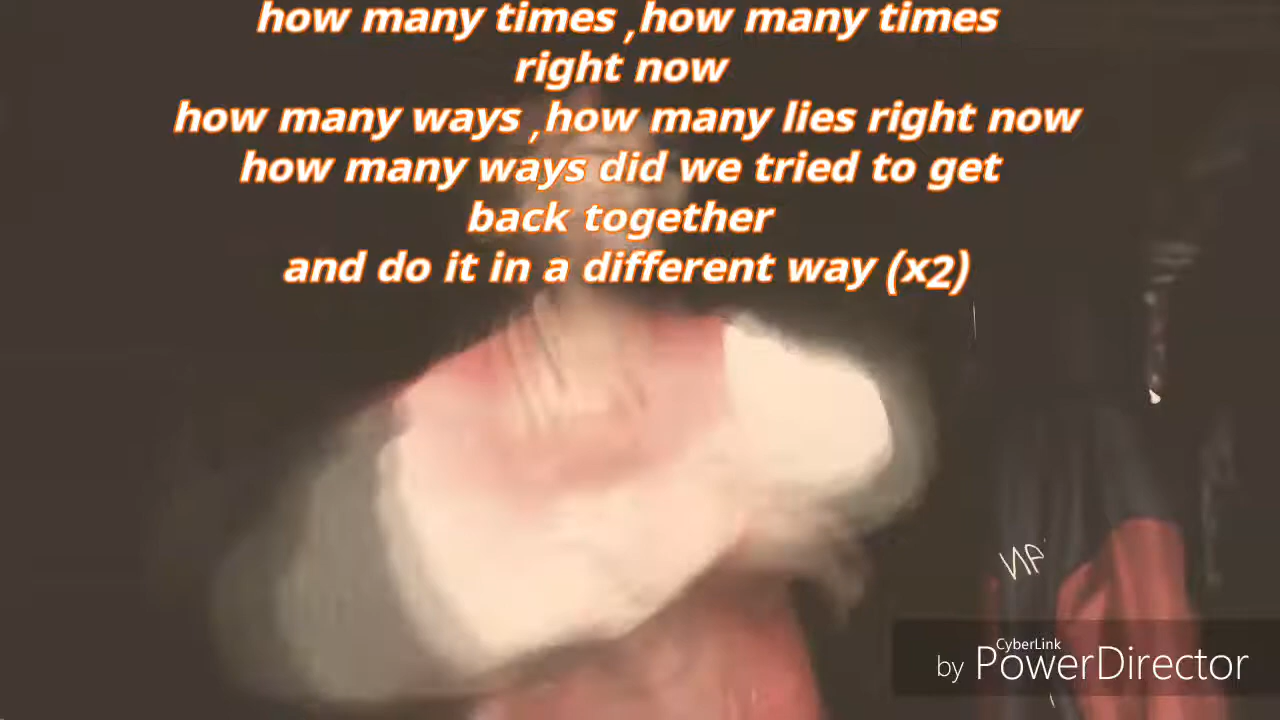 how many times ,how many times
right now
how many ways ,how many lies right now
how many ways did we tried to get
back together
and do it in a different way (x2)
CyberLink
by PowerDirector